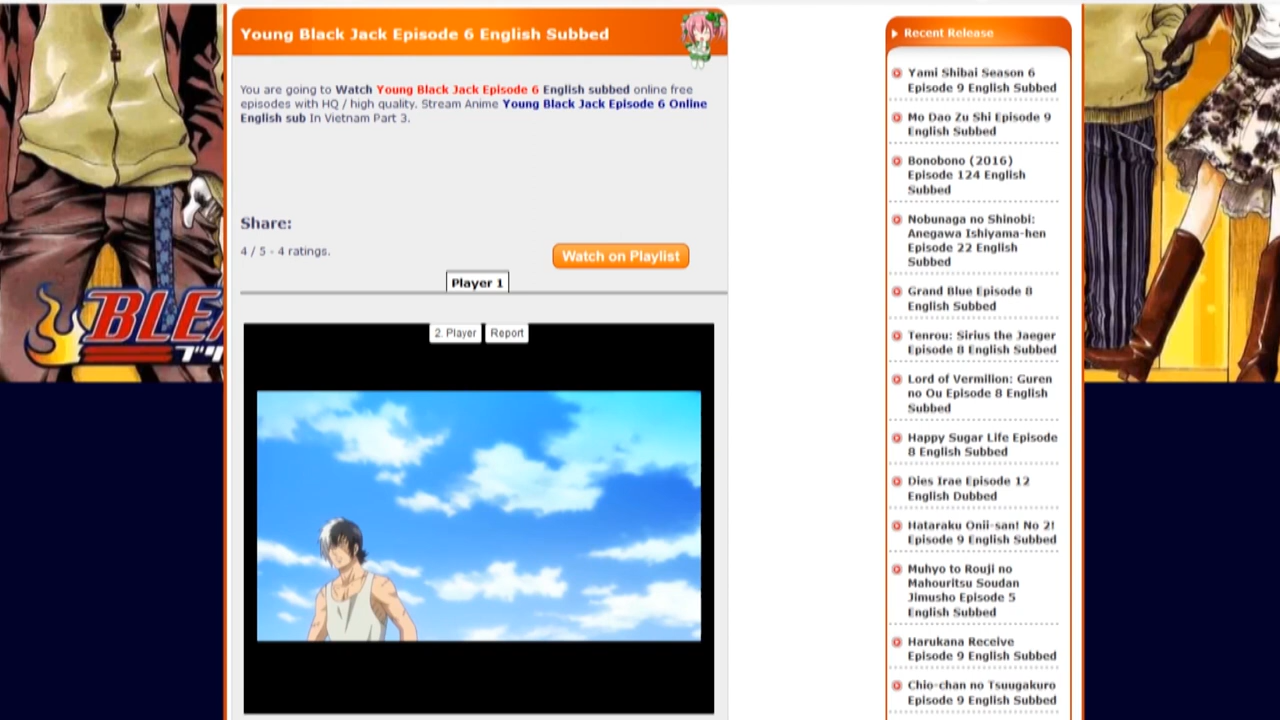 Young Black Jack Episode 6 English Subbed
You are going to Watch Young Black Jack Episode 6 English subbed online free
episodes with HQ / high quality. Stream Anime Young Black Jack Episode 6 Online
English sub In Vietnam Part 3.
Share:
4 / 5 - 4 ratings.
Watch on Playlist
Player 1
2. Player
Report
Recent Release
Yami Shibai Season 6
Episode 9 English Subbed
Mo Dao Zu Shi Episode 9
English Subbed
Bonobono (2016)
Episode 124 English
Subbed
Nobunaga no Shinobi:
Anegawa Ishiyama-hen
Episode 22 English
Subbed
Grand Blue Episode 8
English Subbed
Tenrou: Sirius the Jaeger
Episode 8 English Subbed
Lord of Vermilion: Guren
no Ou Episode 8 English
Subbed
Happy Sugar Life Episode
8 English Subbed
Dies Irae Episode 12
English Dubbed
Hataraku Onii-san! No 2!
Episode 9 English Subbed
Muhyo to Rouji no
Mahouritsu Soudan
Jimusho Episode 5
English Subbed
Harukana Receive
Episode 9 English Subbed
Chio-chan no Tsuugakuro
Episode 9 English Subbed
BLEA
ブリ